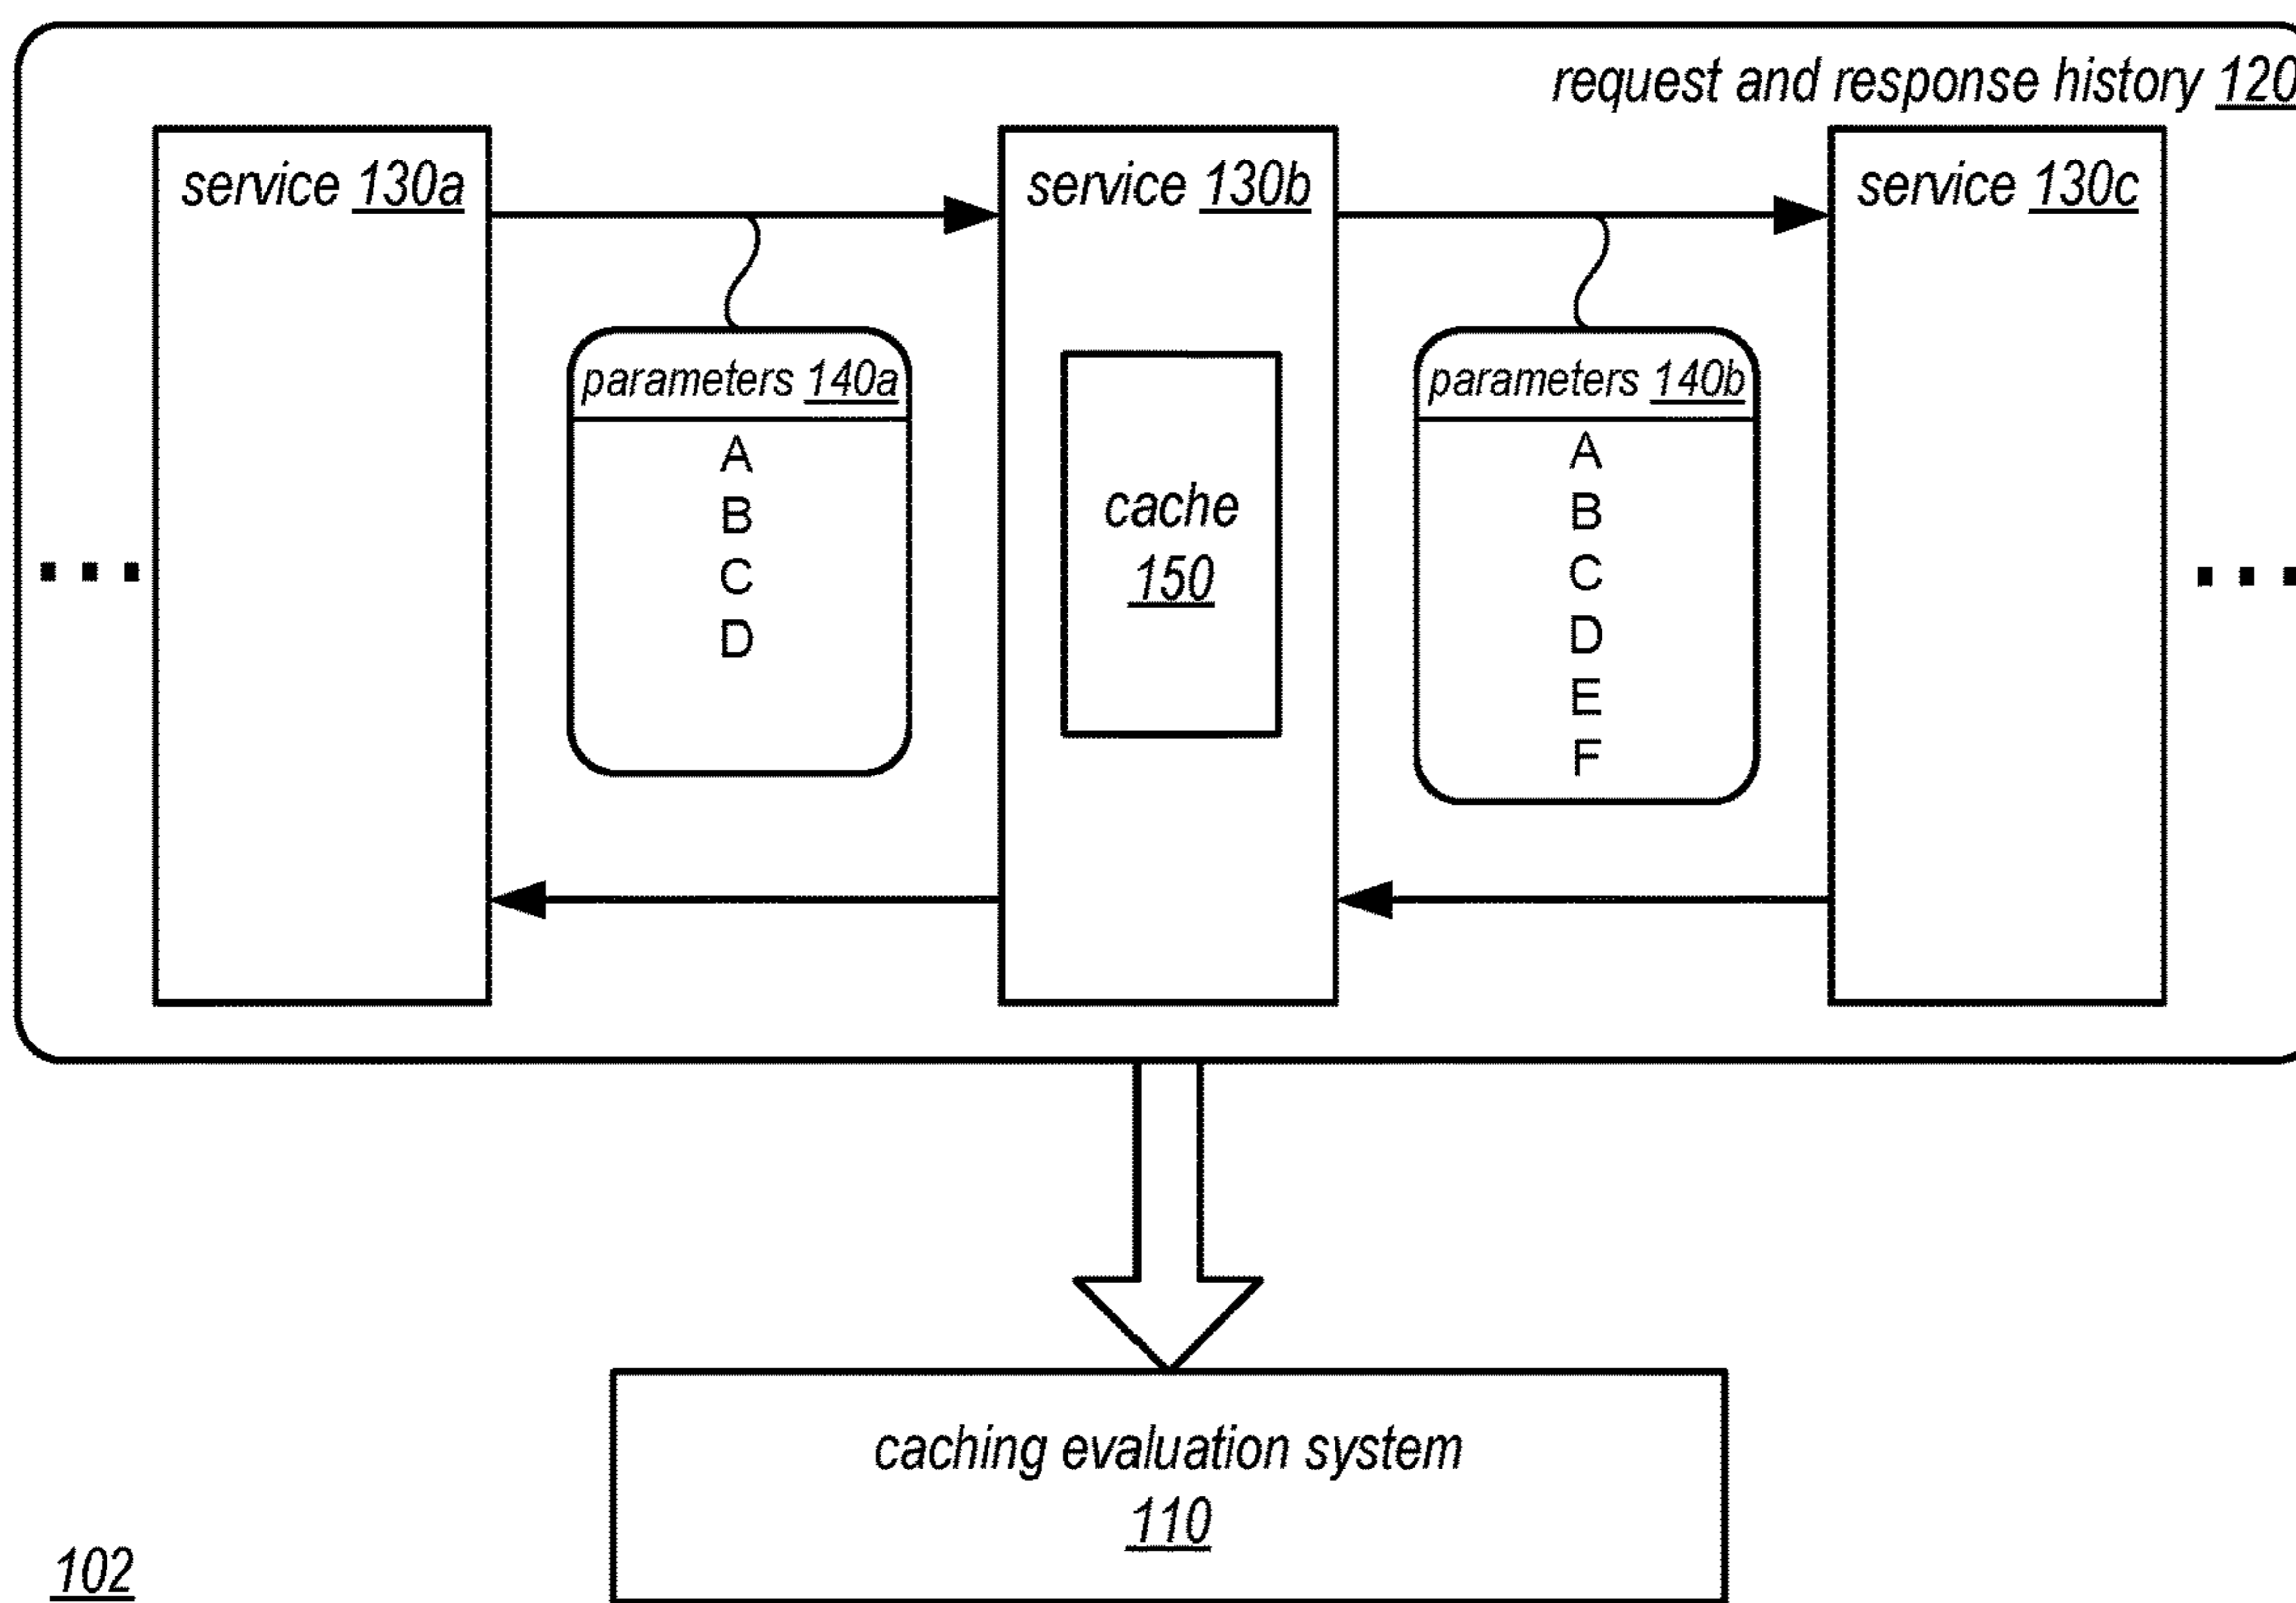 request and response history 120
service 130a
service 130b
service 130c
parameters 140a
A
B
C
D
cache
150
parameters 140b
A
B
C
D
E
F
caching evaluation system
110
102